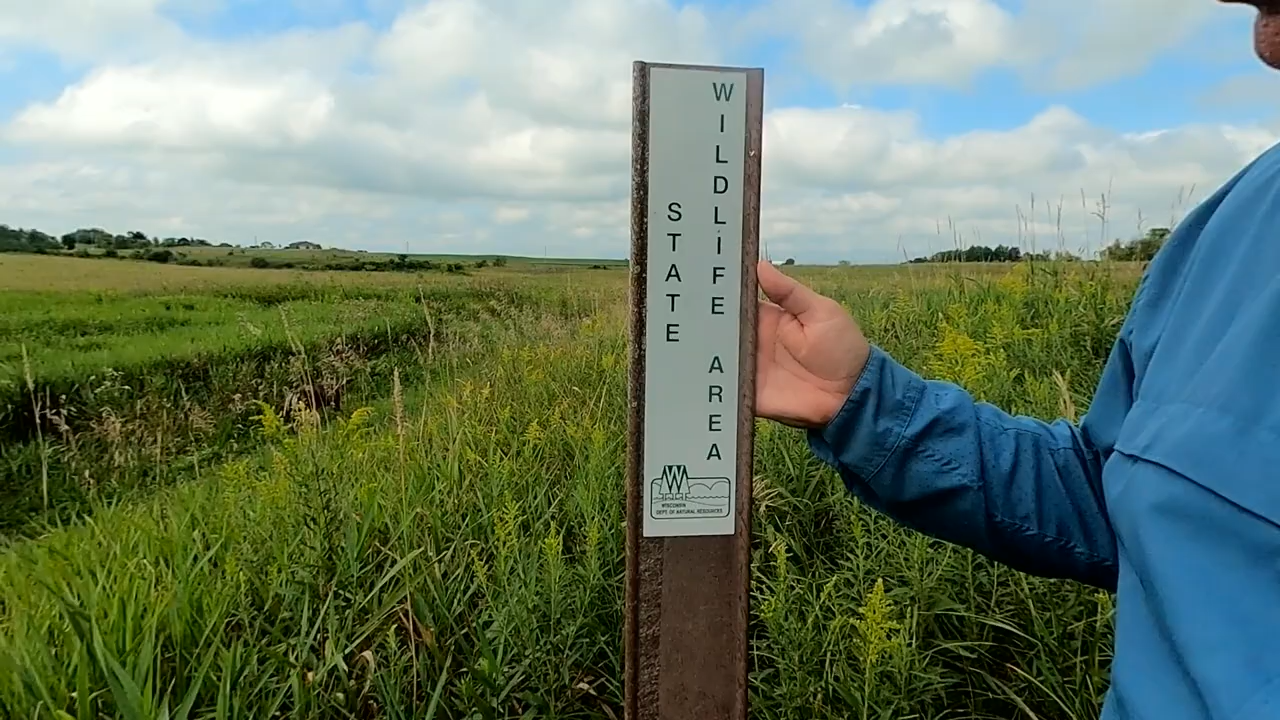 STATE
WILDLIFE AREA
W
WISCONSIN
DEPT. OF NATURAL RESOURCES